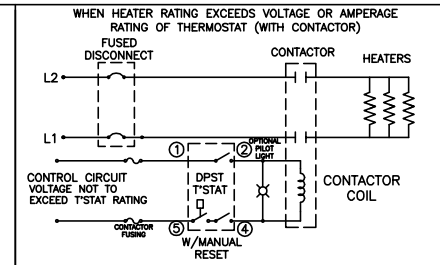 WHEN HEATER RATING EXCEEDS VOLTAGE OR AMPERAGE
RATING OF THERMOSTAT (WITH CONTACTOR)
FUSED
DISCONNECT
CONTACTOR
HEATERS
L2
L1
1
2
OPTIONAL
PILOT
LIGHT
CONTROL CIRCUIT
VOLTAGE NOT TO
EXCEED T'STAT RATING
DPST
T'STAT
CONTACTOR
COIL
CONTACTOR
FUSING
5
4
W/MANUAL
RESET